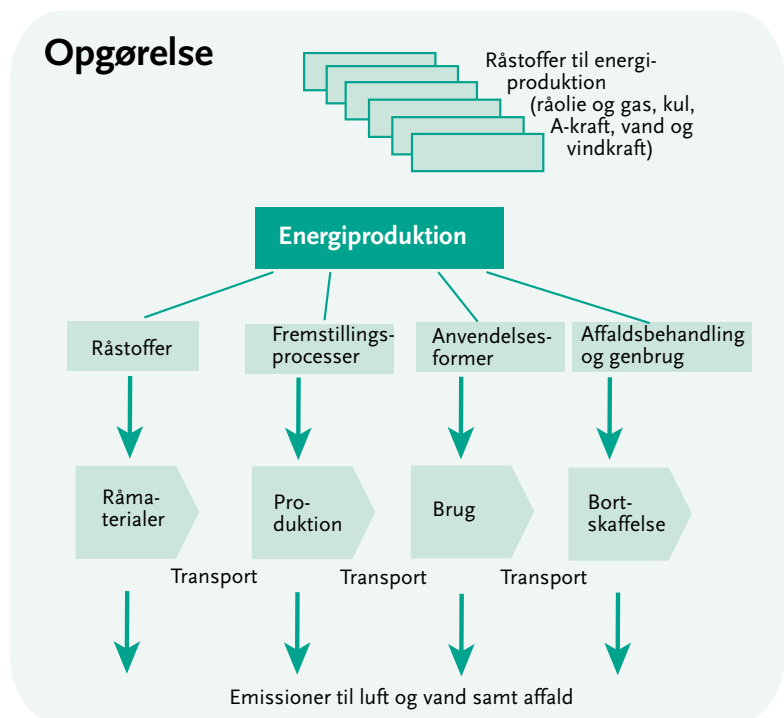 Opgørelse
Råstoffer til energi-
produktion
(råolie og gas, kul,
A-kraft, vand og
vindkraft)
Energiproduktion
Råstoffer
Fremstillings-
processer
Anvendelses-
former
Affaldsbehandling
og genbrug
Råma-
terialer
Pro-
duktion
Brug
Bort-
skaffelse
Transport
Transport
Transport
Emissioner til luft og vand samt affald